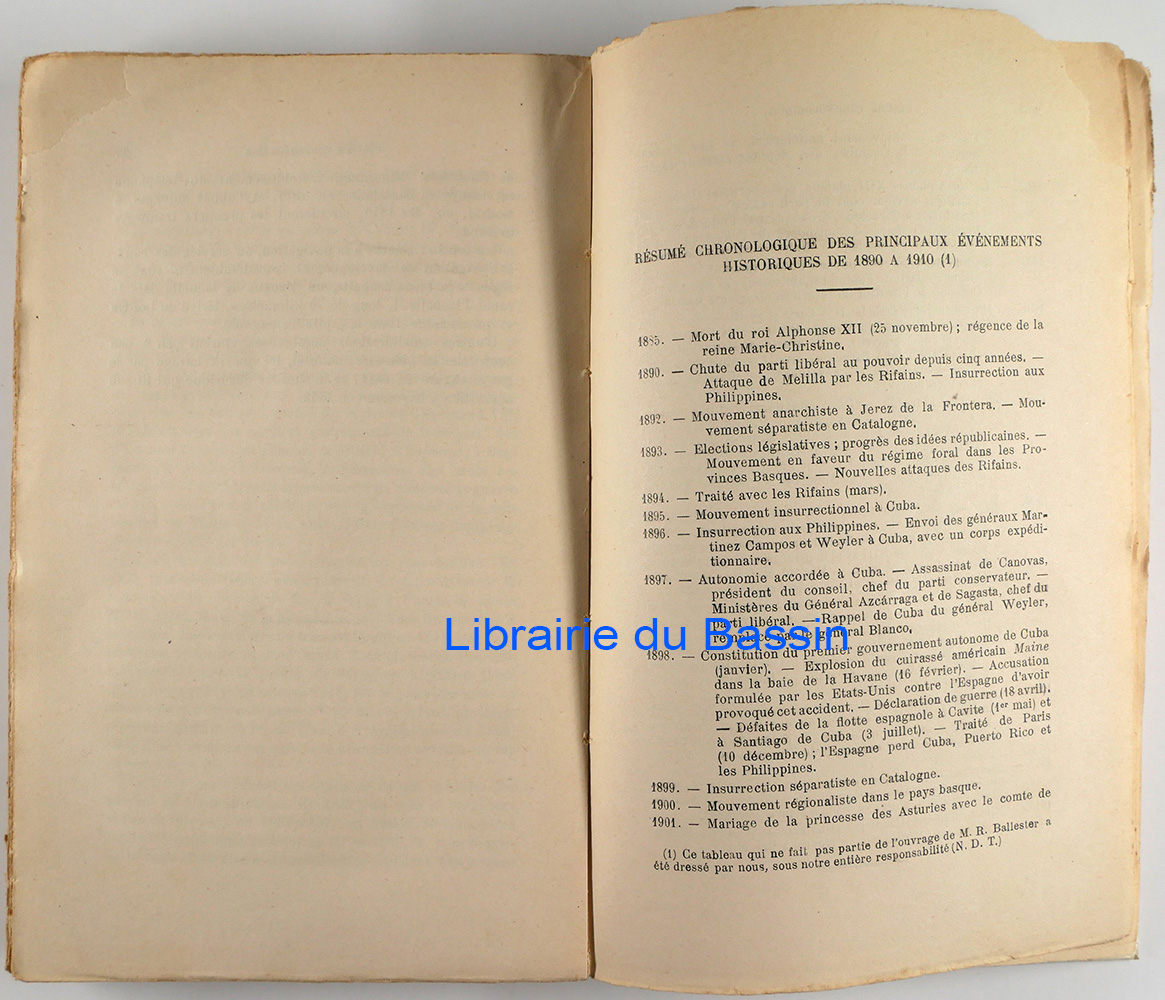 RÉSUMÉ CHRONOLOGIQUE DES PRINCIPAUX ÉVÉNEMENTS
HISTORIQUES DE 1890 A 1910 (1)
1885. — Mort du roi Alphonse XII (25 novembre) ; régence de la
reine Marie-Christine.
1890. — Chute du parti libéral au pouvoir depuis cinq années. —
Attaque de Melilla par les Rifains. — Insurrection aux
Philippines.
1892. — Mouvement anarchiste à Jerez de la Frontera. — Mou-
vement séparatiste en Catalogne.
1893. — Elections législatives ; progrès des idées républicaines. —
Mouvement en faveur du régime foral dans les Pro-
vinces Basques. — Nouvelles attaques des Rifains.
1894. — Traité avec les Rifains (mars).
1895. — Mouvement insurrectionnel à Cuba.
1896. — Insurrection aux Philippines. — Envoi des généraux Mar-
tinez Campos et Weyler à Cuba, avec un corps expédi-
tionnaire.
1897. — Autonomie accordée à Cuba. — Assassinat de Canovas,
président du conseil, chef du parti conservateur. —
Ministères du Général Azcárraga et de Sagasta, chef du
parti libéral. — Rappel de Cuba du général Weyler,
remplacé par le général Blanco.
Librairie du Bassin
1898. — Constitution du premier gouvernement autonome de Cuba
(janvier). — Explosion du cuirassé américain Maine
dans la baie de la Havane (16 février). — Accusation
formulée par les Etats-Unis contre l'Espagne d'avoir
provoqué cet accident. — Déclaration de guerre (18 avril).
— Défaites de la flotte espagnole à Cavite (1er mai) et
à Santiago de Cuba (3 juillet). — Traité de Paris
(10 décembre) ; l'Espagne perd Cuba, Puerto Rico et
les Philippines.
1899. — Insurrection séparatiste en Catalogne.
1900. — Mouvement régionaliste dans le pays basque.
1901. — Mariage de la princesse des Asturies avec le comte de
(1) Ce tableau qui ne fait pas partie de l'ouvrage de M. R. Ballester a
été dressé par nous, sous notre entière responsabilité (N. D. T.)